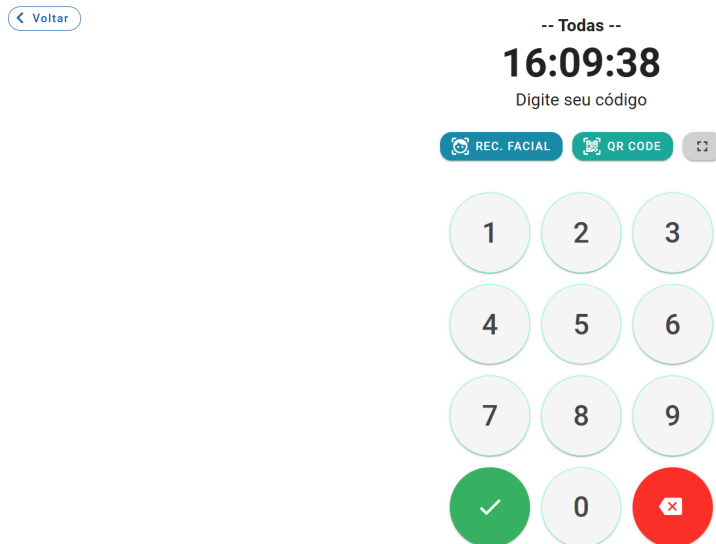 Voltar
-- Todas --
16:09:38
Digite seu código
REC. FACIAL
QR CODE
1 2 3
4 5 6
7 8 9
0